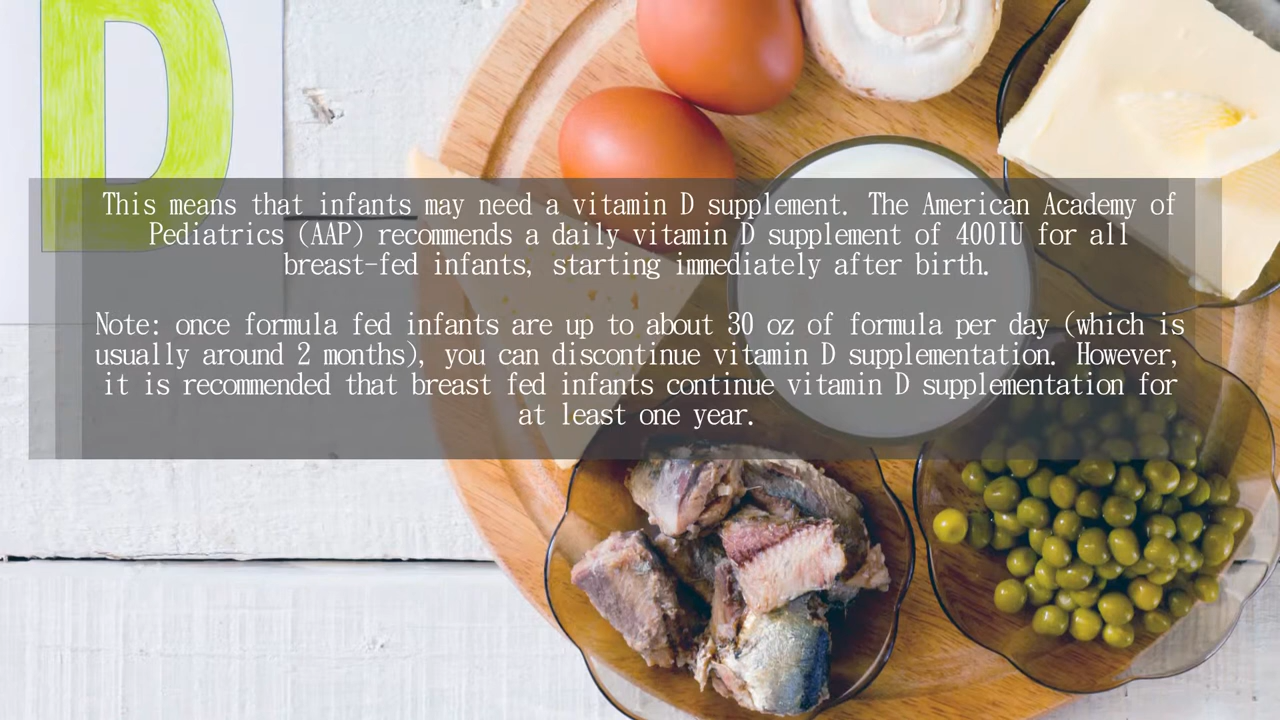 D
This means that infants may need a vitamin D supplement. The American Academy of
Pediatrics (AAP) recommends a daily vitamin D supplement of 400IU for all
breast-fed infants, starting immediately after birth.
Note: once formula fed infants are up to about 30 oz of formula per day (which is
usually around 2 months), you can discontinue vitamin D supplementation. However,
it is recommended that breast fed infants continue vitamin D supplementation for
at least one year.